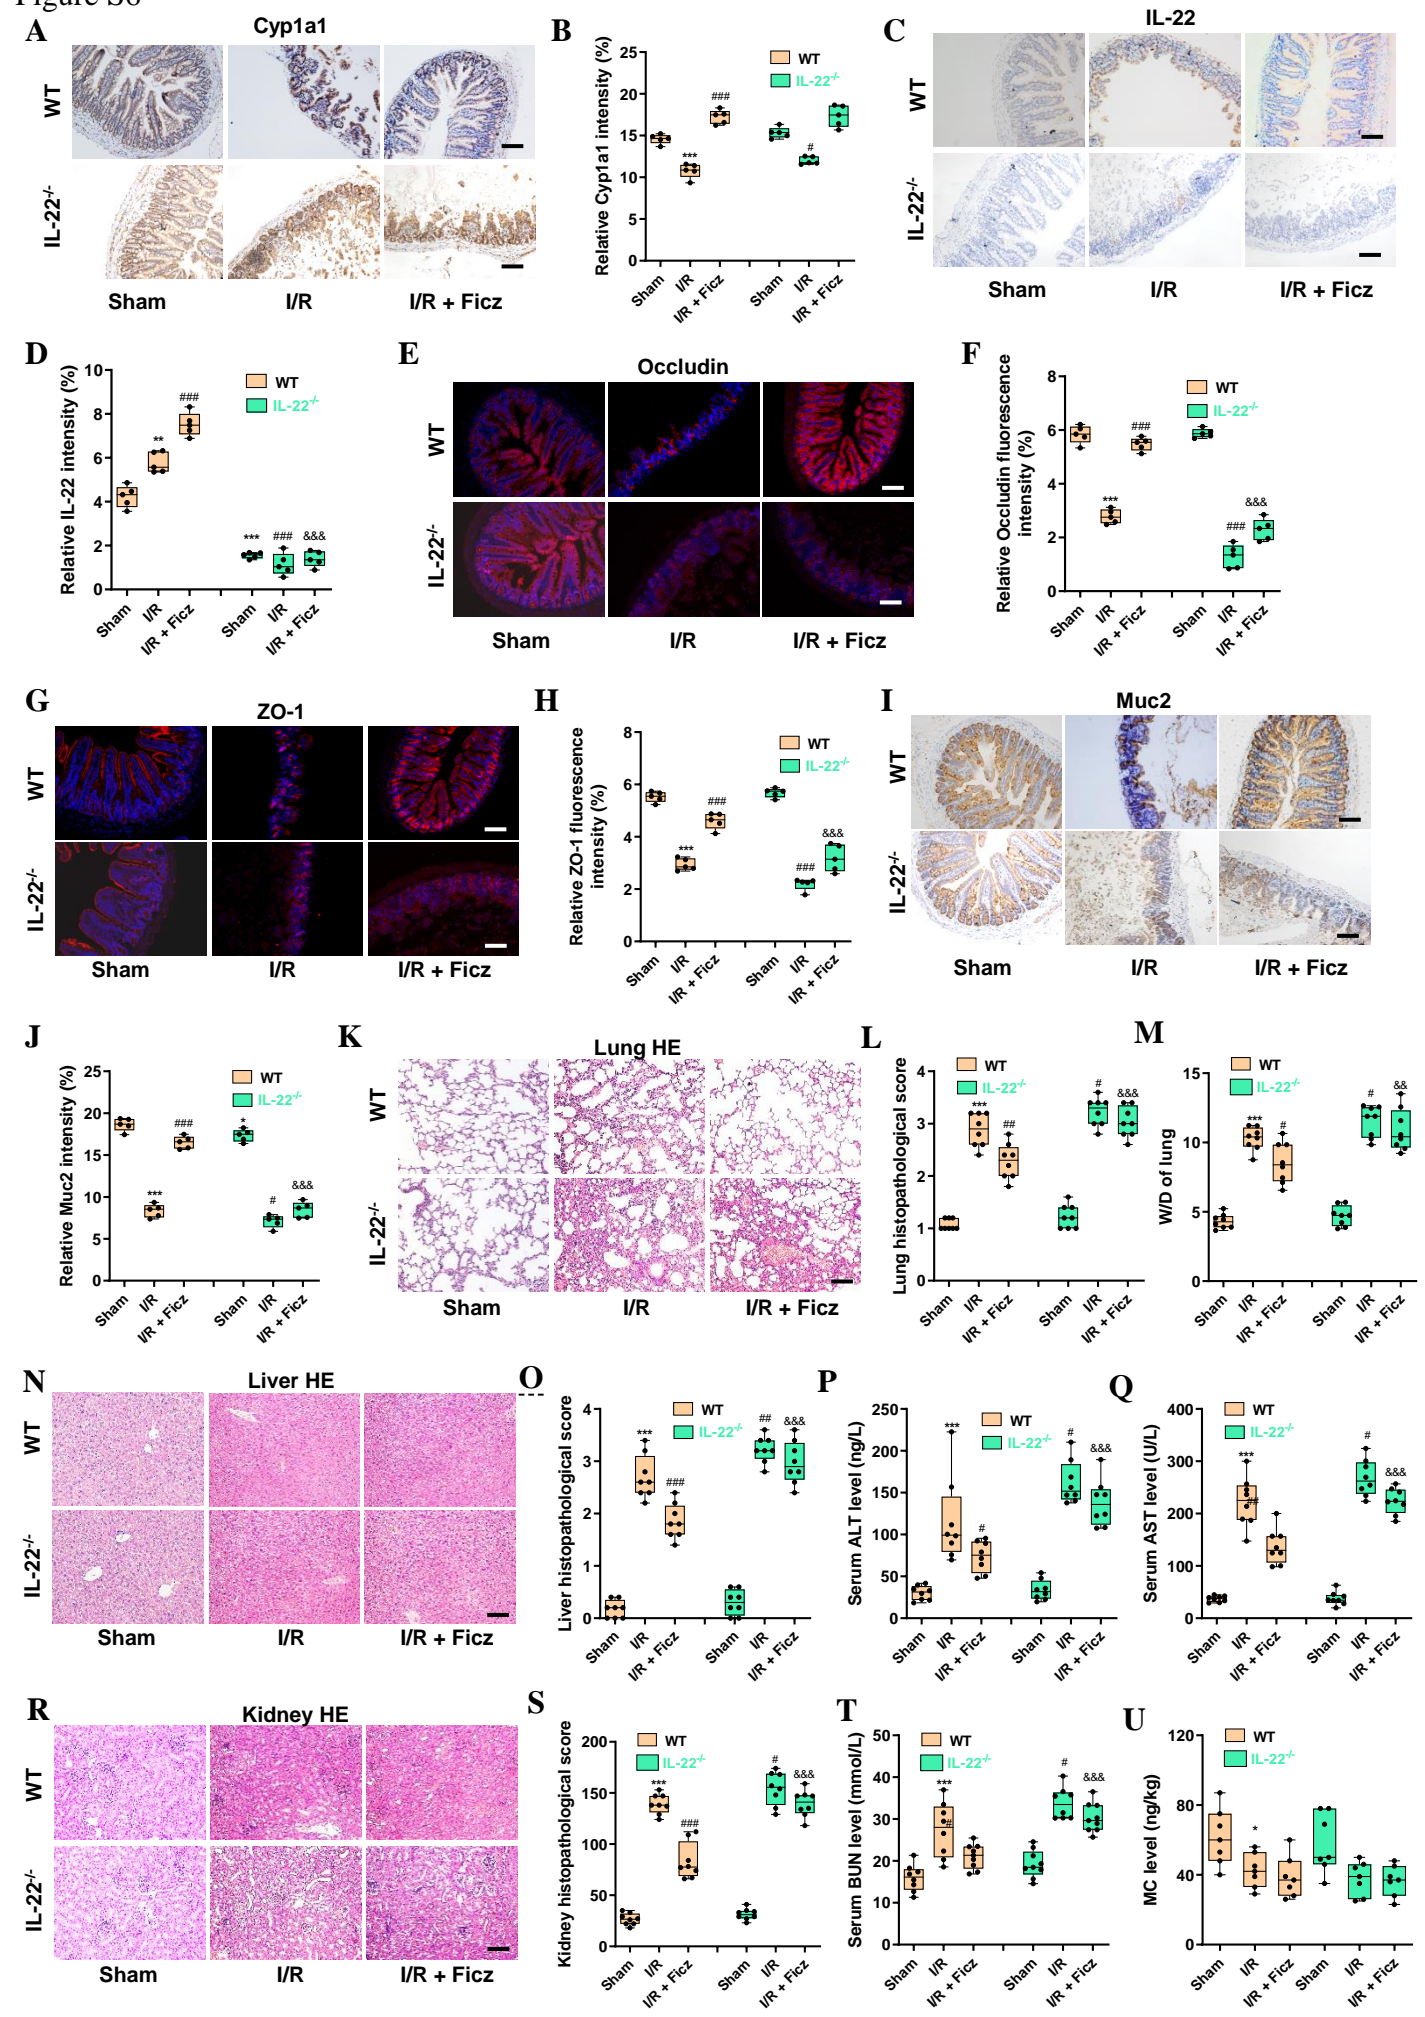 Figure S6
A
Cyp1a1
WT
IL-22-/-
Sham
I/R
I/R + Ficz
B
Relative Cyp1a1 intensity (%)
25
20
15
10
5
0
WT
IL-22-/-
***
###
#
Sham
I/R
I/R + Ficz
Sham
I/R
I/R + Ficz
C
IL-22
WT
IL-22-/-
Sham
I/R
I/R + Ficz
D
Relative IL-22 intensity (%)
10
8
6
4
2
0
WT
IL-22-/-
**
###
***
###
&&&
Sham
I/R
I/R + Ficz
Sham
I/R
I/R + Ficz
E
Occludin
WT
IL-22-/-
Sham
I/R
I/R + Ficz
F
Relative Occludin fluorescence
intensity (%)
8
6
4
2
0
WT
IL-22-/-
***
###
###
&&&
Sham
I/R
I/R + Ficz
Sham
I/R
I/R + Ficz
G
ZO-1
WT
IL-22-/-
Sham
I/R
I/R + Ficz
H
Relative ZO-1 fluorescence
intensity (%)
8
6
4
2
0
WT
IL-22-/-
***
###
###
&&&
Sham
I/R
I/R + Ficz
Sham
I/R
I/R + Ficz
I
Muc2
WT
IL-22-/-
Sham
I/R
I/R + Ficz
J
Relative Muc2 intensity (%)
25
20
15
10
5
0
WT
IL-22-/-
***
###
*
#
&&&
Sham
I/R
I/R + Ficz
Sham
I/R
I/R + Ficz
K
Lung HE
WT
IL-22-/-
Sham
I/R
I/R + Ficz
L
Lung histopathological score
4
3
2
1
0
WT
IL-22-/-
***
##
#
&&&
Sham
I/R
I/R + Ficz
Sham
I/R
I/R + Ficz
M
W/D of lung
15
10
5
0
WT
IL-22-/-
***
#
#
&&
Sham
I/R
I/R + Ficz
Sham
I/R
I/R + Ficz
N
Liver HE
WT
IL-22-/-
Sham
I/R
I/R + Ficz
O
Liver histopathological score
4
3
2
1
0
WT
IL-22-/-
***
###
##
&&&
Sham
I/R
I/R + Ficz
Sham
I/R
I/R + Ficz
P
Serum ALT level (ng/L)
250
200
150
100
50
0
WT
IL-22-/-
***
#
#
&&&
Sham
I/R
I/R + Ficz
Sham
I/R
I/R + Ficz
Q
Serum AST level (U/L)
400
300
200
100
0
WT
IL-22-/-
***
##
#
&&&
Sham
I/R
I/R + Ficz
Sham
I/R
I/R + Ficz
R
Kidney HE
WT
IL-22-/-
Sham
I/R
I/R + Ficz
S
Kidney histopathological score
200
150
100
50
0
WT
IL-22-/-
***
###
#
&&&
Sham
I/R
I/R + Ficz
Sham
I/R
I/R + Ficz
T
Serum BUN level (mmol/L)
50
40
30
20
10
0
WT
IL-22-/-
***
#
#
&&&
Sham
I/R
I/R + Ficz
Sham
I/R
I/R + Ficz
U
MC level (ng/kg)
120
80
40
0
WT
IL-22-/-
*
Sham
I/R
I/R + Ficz
Sham
I/R
I/R + Ficz